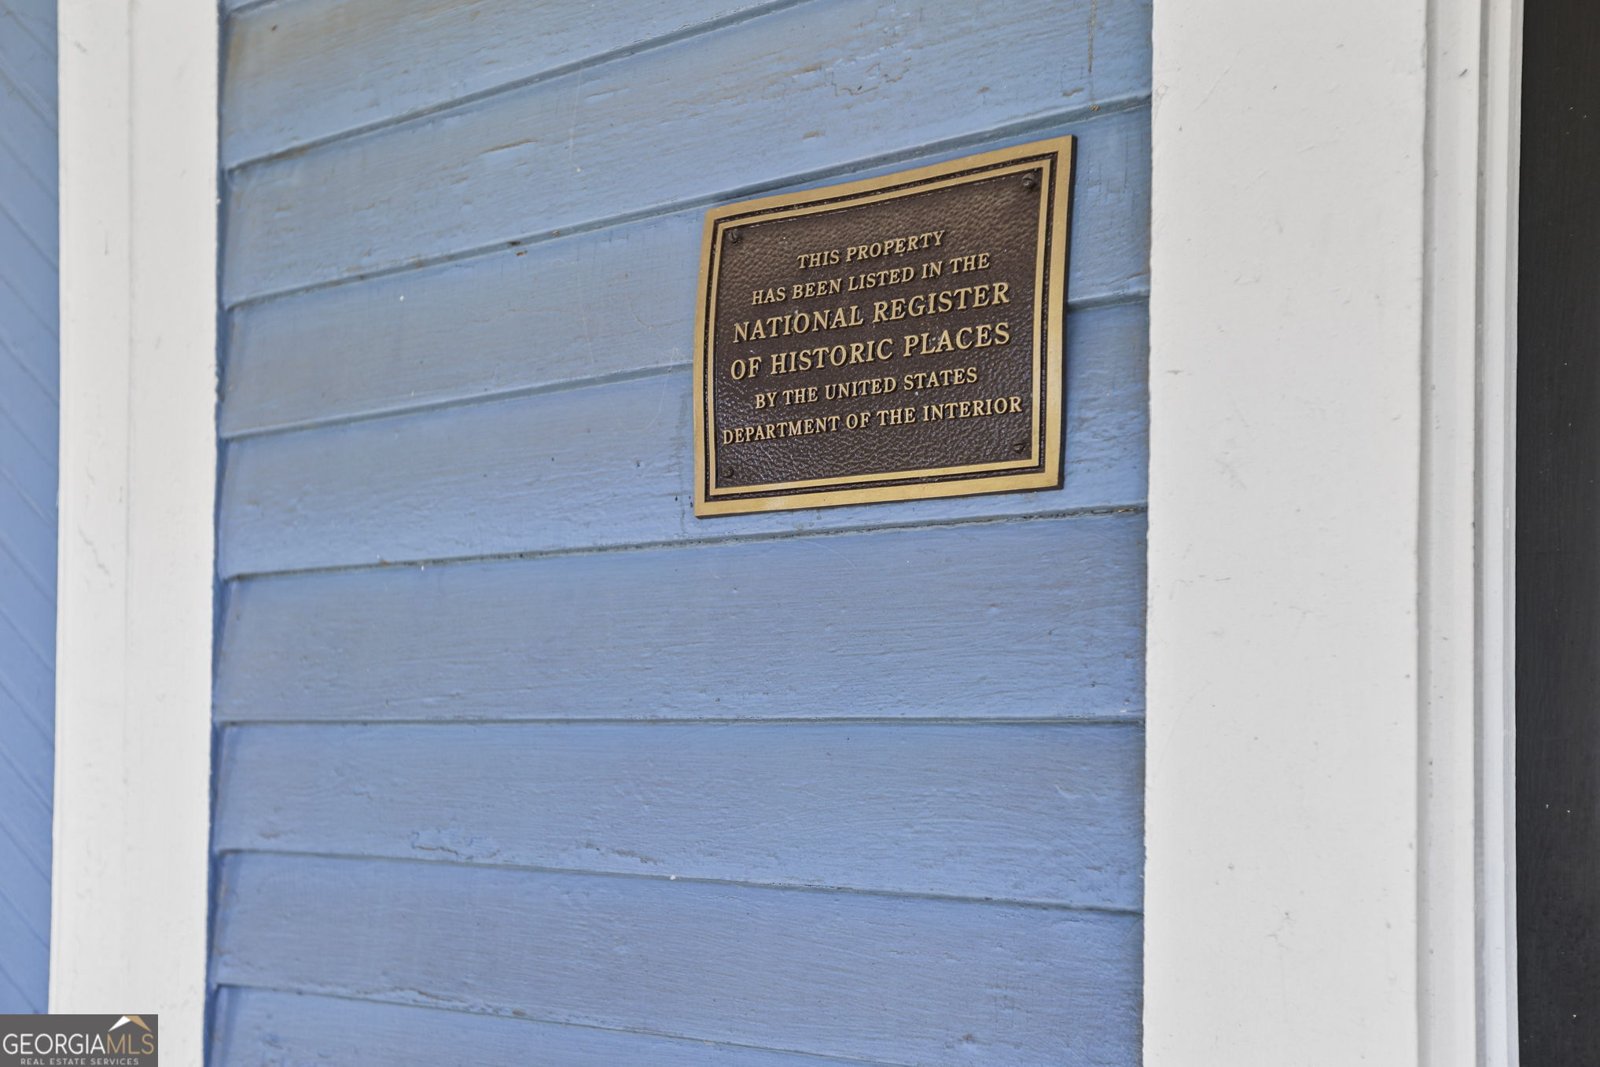 THIS PROPERTY
HAS BEEN LISTED IN THE
NATIONAL REGISTER
OF HISTORIC PLACES
BY THE UNITED STATES
DEPARTMENT OF THE INTERIOR
GEORGIAMLS
REAL ESTATE SERVICES